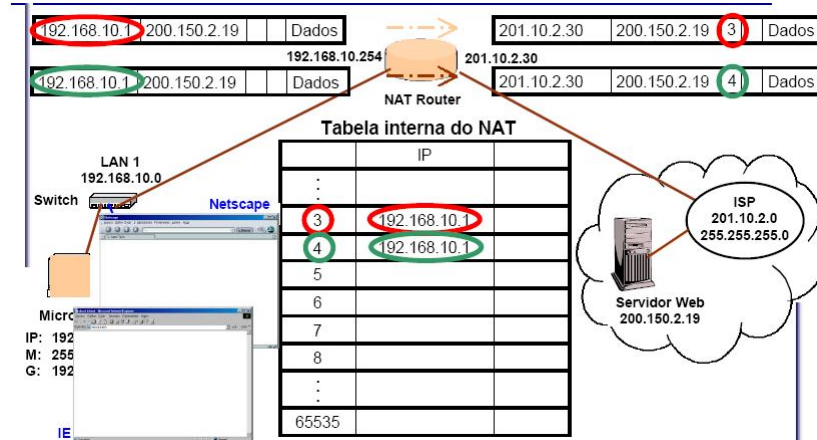 192.168.10.1 200.150.2.19 Dados
201.10.2.30 200.150.2.19 3 Dados
192.168.10.254
201.10.2.30
192.168.10.1 200.150.2.19 Dados
201.10.2.30 200.150.2.19 4 Dados
NAT Router
Tabela interna do NAT
IP
3 192.168.10.1
4 192.168.10.1
5
6
7
8
65535
LAN 1
192.168.10.0
Switch
Netscape
Micro
IP: 192
M: 255
G: 192
IE
ISP
201.10.2.0
255.255.255.0
Servidor Web
200.150.2.19